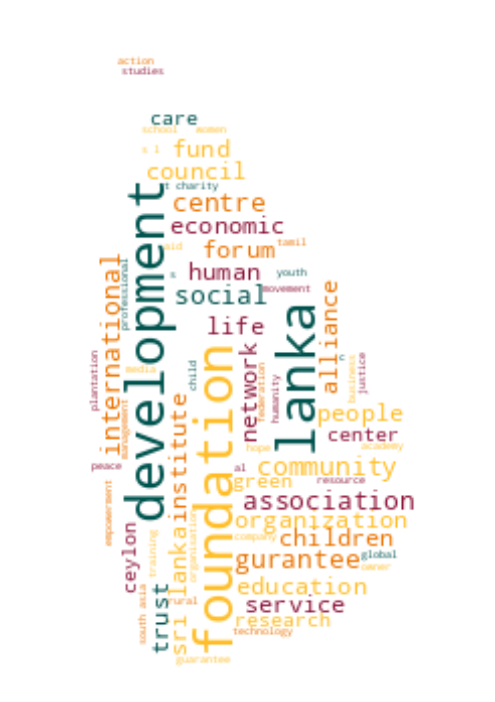 action
studies
care
school women
s l fund
council
t charity
centre
economic
aid forum tamil
s human youth
social movement
development
international
professional
life
lanka
alliance
foundation
network
federation
humanity
c
business
justice
plantation
management
media
child
institute
people
center
academy
hope
peace
al community
green resource
association
organization
empowerment
ceylon
training
sri lanka
organisation
company children
gurantee global
owner
education
south asia
trust
rural
service
research
technology
guarantee